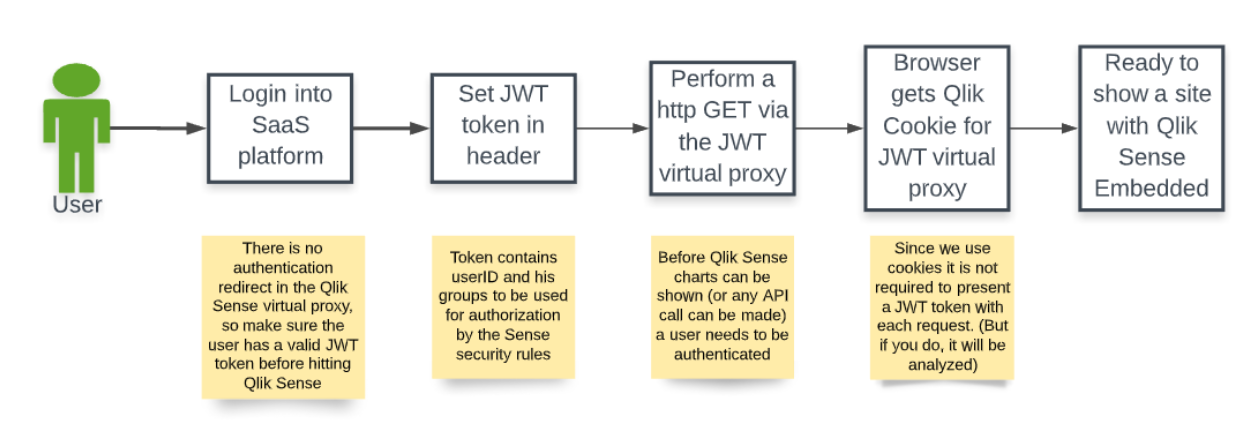 User
Login into
SaaS
platform
Set JWT
token in
header
Perform a
http GET via
the JWT
virtual proxy
Browser
gets Qlik
Cookie for
JWT virtual
proxy
Ready to
show a site
with Qlik
Sense
Embedded
There is no
authentication
redirect in the Qlik
Sense virtual proxy,
so make sure the
user has a valid JWT
token before hitting
Qlik Sense
Token contains
userID and his
groups to be used
for authorization
by the Sense
security rules
Before Qlik Sense
charts can be
shown (or any API
call can be made)
a user needs to be
authenticated
Since we use
cookies it is not
required to present
a JWT token with
each request. (But
if you do, it will be
analyzed)